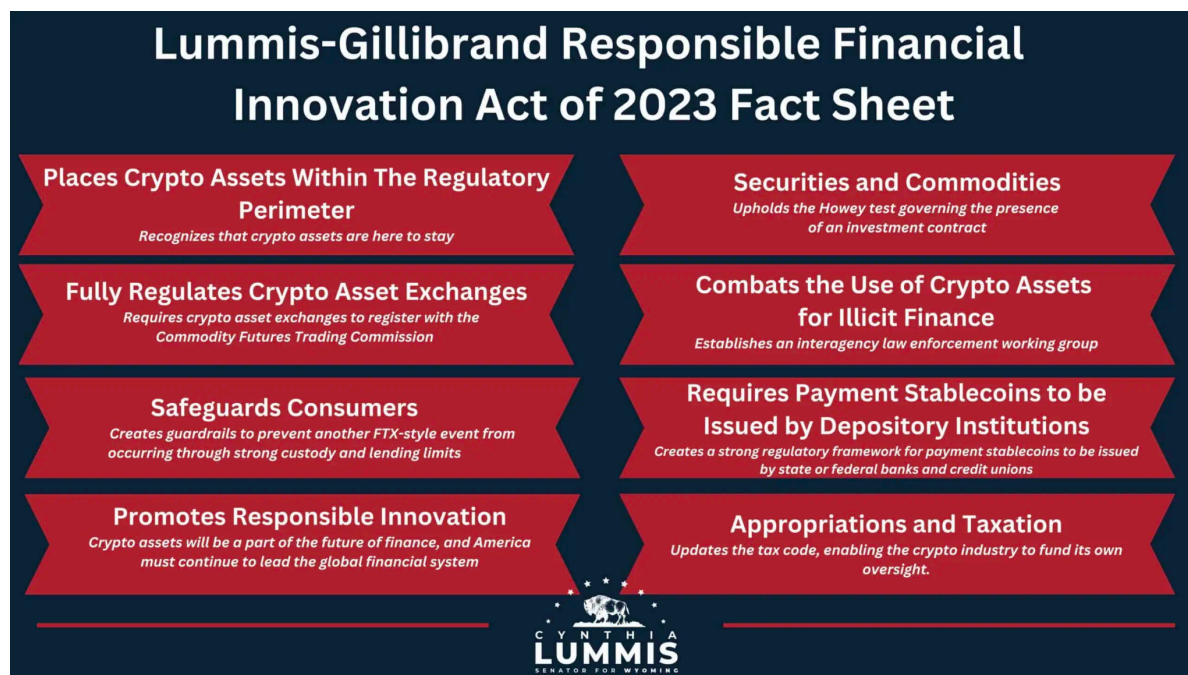 Lummis-Gillibrand Responsible Financial
Innovation Act of 2023 Fact Sheet
Places Crypto Assets Within The Regulatory
Perimeter
Recognizes that crypto assets are here to stay
Fully Regulates Crypto Asset Exchanges
Requires crypto asset exchanges to register with the
Commodity Futures Trading Commission
Safeguards Consumers
Creates guardrails to prevent another FTX-style event from
occurring through strong custody and lending limits
Promotes Responsible Innovation
Crypto assets will be a part of the future of finance, and America
must continue to lead the global financial system
Securities and Commodities
Upholds the Howey test governing the presence
of an investment contract
Combats the Use of Crypto Assets
for Illicit Finance
Establishes an interagency law enforcement working group
Requires Payment Stablecoins to be
Issued by Depository Institutions
Creates a strong regulatory framework for payment stablecoins to be issued
by state or federal banks and credit unions
Appropriations and Taxation
Updates the tax code, enabling the crypto industry to fund its own
oversight.
CYNTHIA
LUMMIS
SENATOR FOR WYOMING